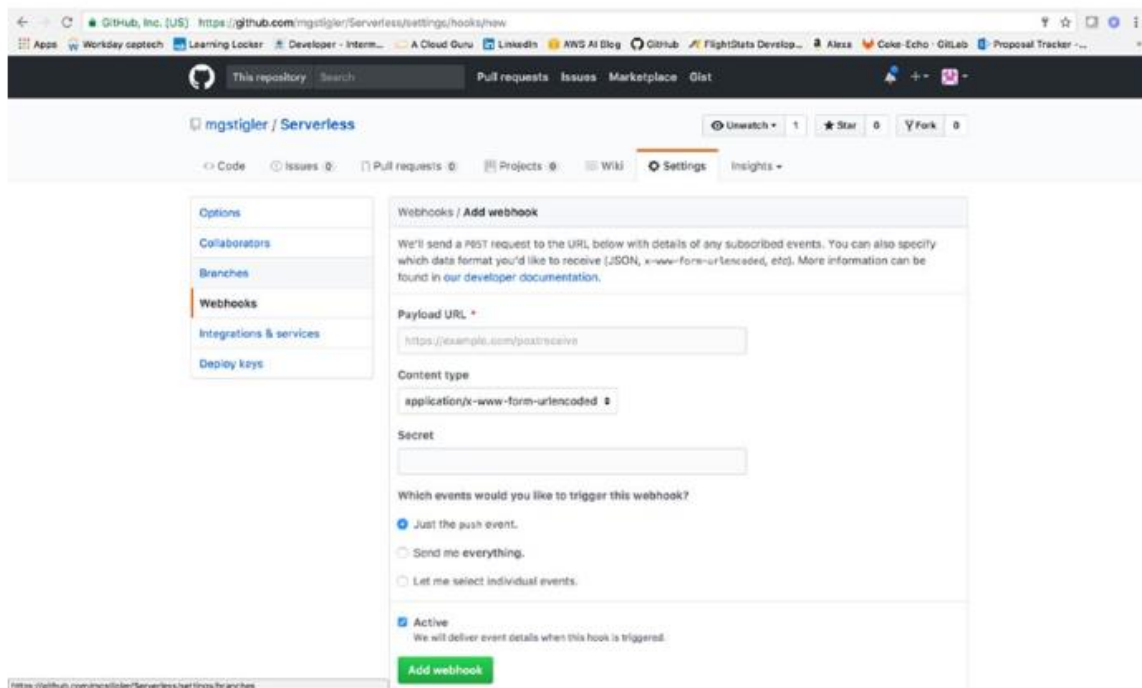 GitHub, Inc. (US) https://github.com/mgstigler/Serverless/settings/hooks/new
Apps Workday captech Learning Locker Developer - Interm... A Cloud Guru LinkedIn AWS AI Blog GitHub FlightStats Develop... Alexa Coke-Echo · GitLab Proposal Tracker -...
This repository Search Pull requests Issues Marketplace Gist
mgstigler / Serverless Unwatch 1 Star 0 Fork 0
Code Issues 0 Pull requests 0 Projects 0 Wiki Settings Insights
Options
Collaborators
Branches
Webhooks
Integrations & services
Deploy keys
Webhooks / Add webhook
We'll send a POST request to the URL below with details of any subscribed events. You can also specify
which data format you'd like to receive (JSON, x-www-form-urlencoded, etc). More information can be
found in our developer documentation.
Payload URL *
https://example.com/postreceive
Content type
application/x-www-form-urlencoded
Secret
Which events would you like to trigger this webhook?
Just the push event.
Send me everything.
Let me select individual events.
Active
We will deliver event details when this hook is triggered.
Add webhook
https://github.com/mgstigler/Serverless/settings/branches